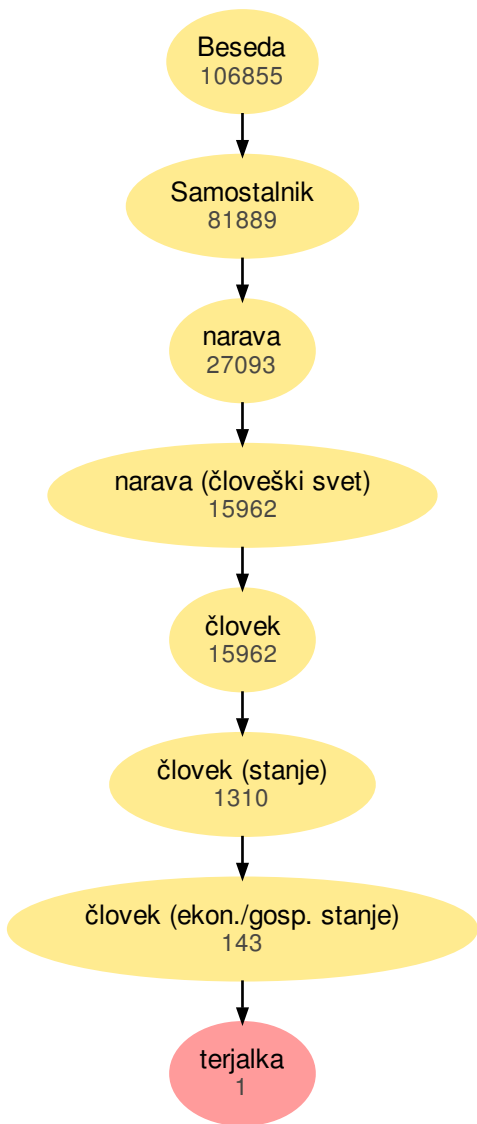 Beseda
106855
Samostalnik
81889
narava
27093
narava (človeški svet)
15962
človek
15962
človek (stanje)
1310
človek (ekon./gosp. stanje)
143
terjalka
1